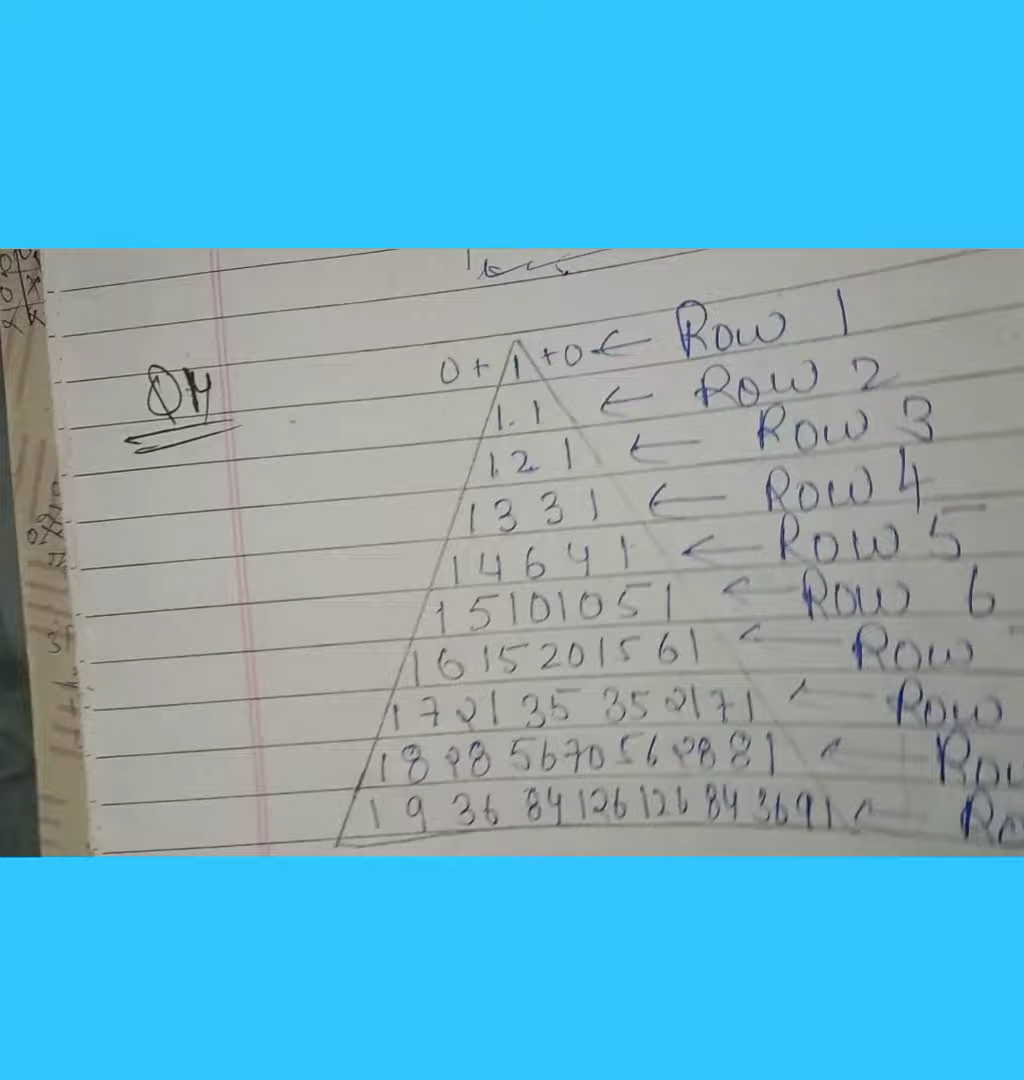 Q4
0+1+0 ← Row 1
1 1 ← Row 2
1 2 1 ← Row 3
1 3 3 1 ← Row 4
1 4 6 4 1 ← Row 5
1 5 10 10 5 1 ← Row 6
1 6 15 20 15 6 1 ← Row
1 7 21 35 35 21 7 1 ← Row
1 8 28 56 70 56 28 8 1 ← Row
1 9 36 84 126 126 84 36 9 1 ← Ro